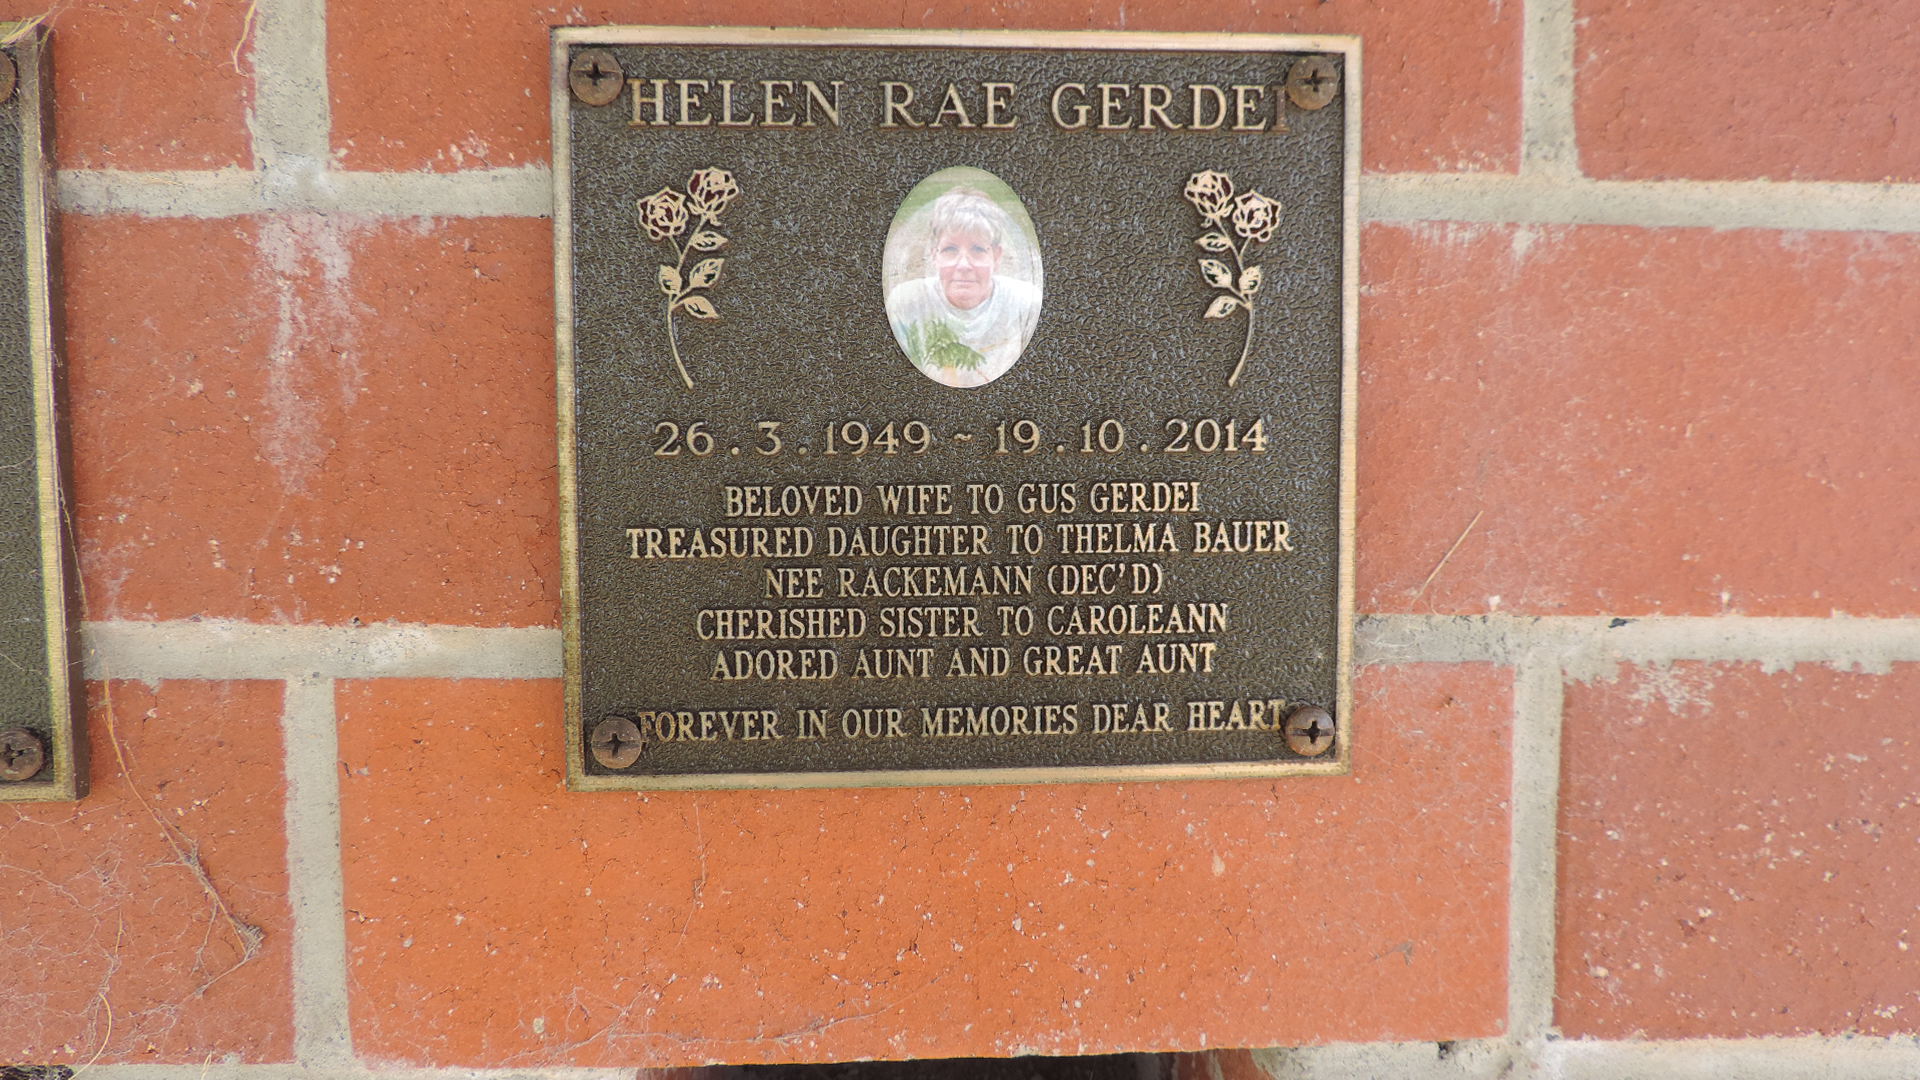 HELEN RAE GERDEI
26.3.1949 ~ 19.10.2014
BELOVED WIFE TO GUS GERDEI
TREASURED DAUGHTER TO THELMA BAUER
NEE RACKEMANN (DEC'D)
CHERISHED SISTER TO CAROLEANN
ADORED AUNT AND GREAT AUNT
FOREVER IN OUR MEMORIES DEAR HEART